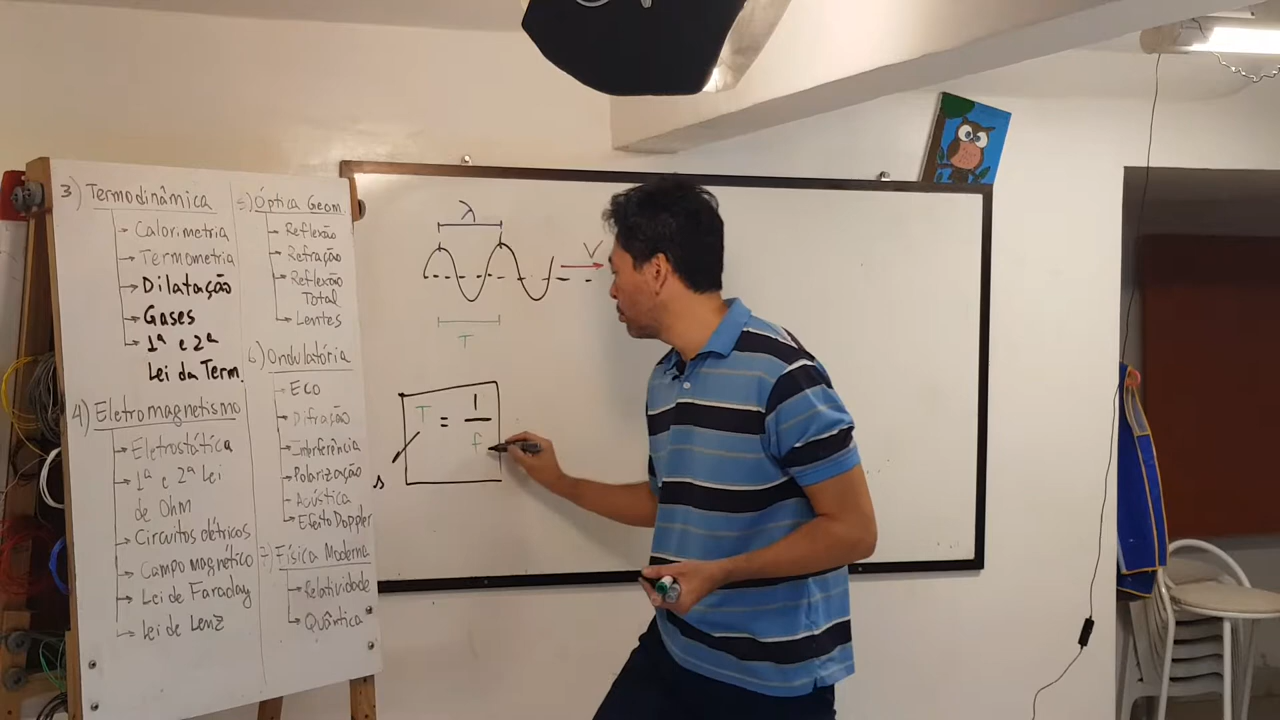 3) Termodinâmica
Calorimetria
Termometria
Dilatação
Gases
1ª e 2ª
Lei da Term.
4) Eletromagnetismo
Eletrostática
1ª e 2ª Lei
de Ohm
Circuitos elétricos
Campo magnético
Lei de Faraday
Lei de Lenz
5) Óptica Geom.
Reflexão
Refração
Reflexão
Total
Lentes
6) Ondulatória
Eco
Difração
Interferência
Polarização
Acústica
Efeito Doppler
7) Física Moderna
Relatividade
Quântica
λ
V
T
T = 1
f
s